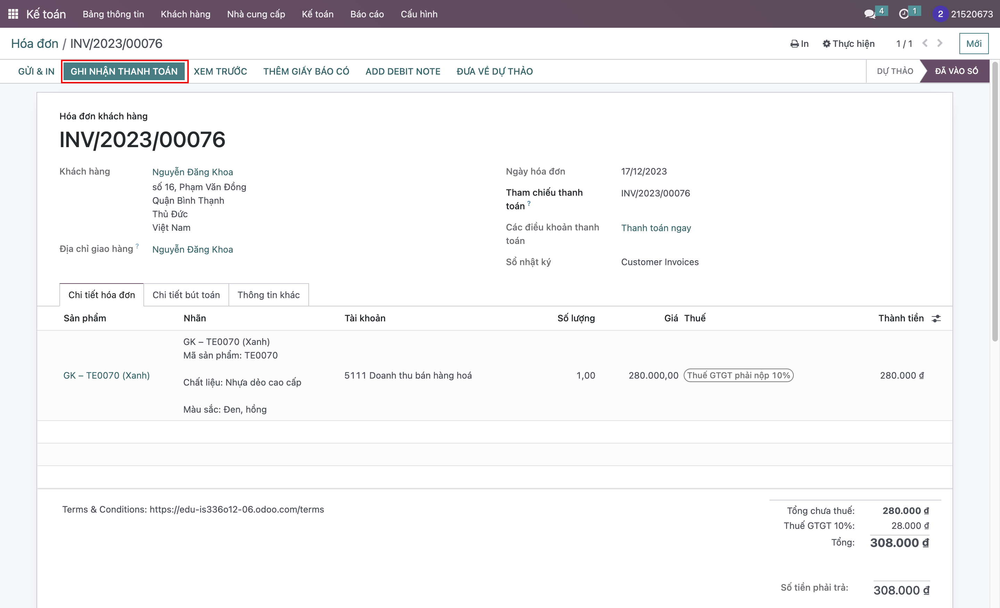 Kế toán Bảng thông tin Khách hàng Nhà cung cấp Kế toán Báo cáo Cấu hình 4 1 2 21520673
Hóa đơn / INV/2023/00076 In Thực hiện 1 / 1 Mới
GỬI & IN GHI NHẬN THANH TOÁN XEM TRƯỚC THÊM GIẤY BÁO CÓ ADD DEBIT NOTE ĐƯA VỀ DỰ THẢO DỰ THẢO ĐÃ VÀO SỔ
Hóa đơn khách hàng
INV/2023/00076
Khách hàng Nguyễn Đăng Khoa
số 16, Phạm Văn Đồng
Quận Bình Thạnh
Thủ Đức
Việt Nam
Địa chỉ giao hàng ? Nguyễn Đăng Khoa
Ngày hóa đơn 17/12/2023
Tham chiếu thanh INV/2023/00076
toán ?
Các điều khoản thanh Thanh toán ngay
toán
Sổ nhật ký Customer Invoices
Chi tiết hóa đơn Chi tiết bút toán Thông tin khác
Sản phẩm Nhãn Tài khoản Số lượng Giá Thuế Thành tiền
GK – TE0070 (Xanh)
Mã sản phẩm: TE0070
GK – TE0070 (Xanh) 5111 Doanh thu bán hàng hoá 1,00 280.000,00 Thuế GTGT phải nộp 10% 280.000 ₫
Chất liệu: Nhựa dẻo cao cấp
Màu sắc: Đen, hồng
Terms & Conditions: https://edu-is336o12-06.odoo.com/terms
Tổng chưa thuế: 280.000 ₫
Thuế GTGT 10%: 28.000 ₫
Tổng: 308.000 ₫
Số tiền phải trả: 308.000 ₫